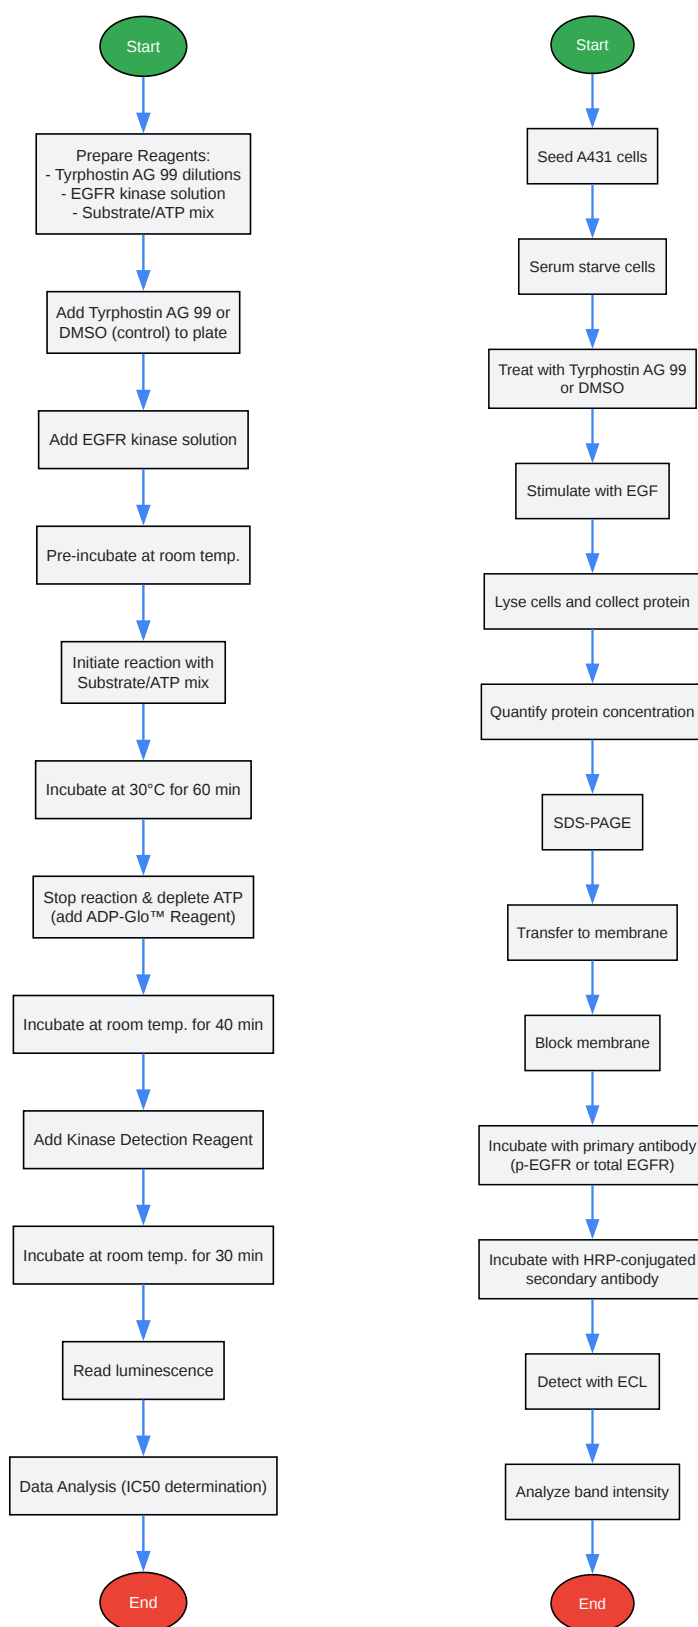 Start
Prepare Reagents:
- Tyrphostin AG 99 dilutions
- EGFR kinase solution
- Substrate/ATP mix
Add Tyrphostin AG 99 or
DMSO (control) to plate
Add EGFR kinase solution
Pre-incubate at room temp.
Initiate reaction with
Substrate/ATP mix
Incubate at 30°C for 60 min
Stop reaction & deplete ATP
(add ADP-Glo™ Reagent)
Incubate at room temp. for 40 min
Add Kinase Detection Reagent
Incubate at room temp. for 30 min
Read luminescence
Data Analysis (IC50 determination)
End
Start
Seed A431 cells
Serum starve cells
Treat with Tyrphostin AG 99
or DMSO
Stimulate with EGF
Lyse cells and collect protein
Quantify protein concentration
SDS-PAGE
Transfer to membrane
Block membrane
Incubate with primary antibody
(p-EGFR or total EGFR)
Incubate with HRP-conjugated
secondary antibody
Detect with ECL
Analyze band intensity
End